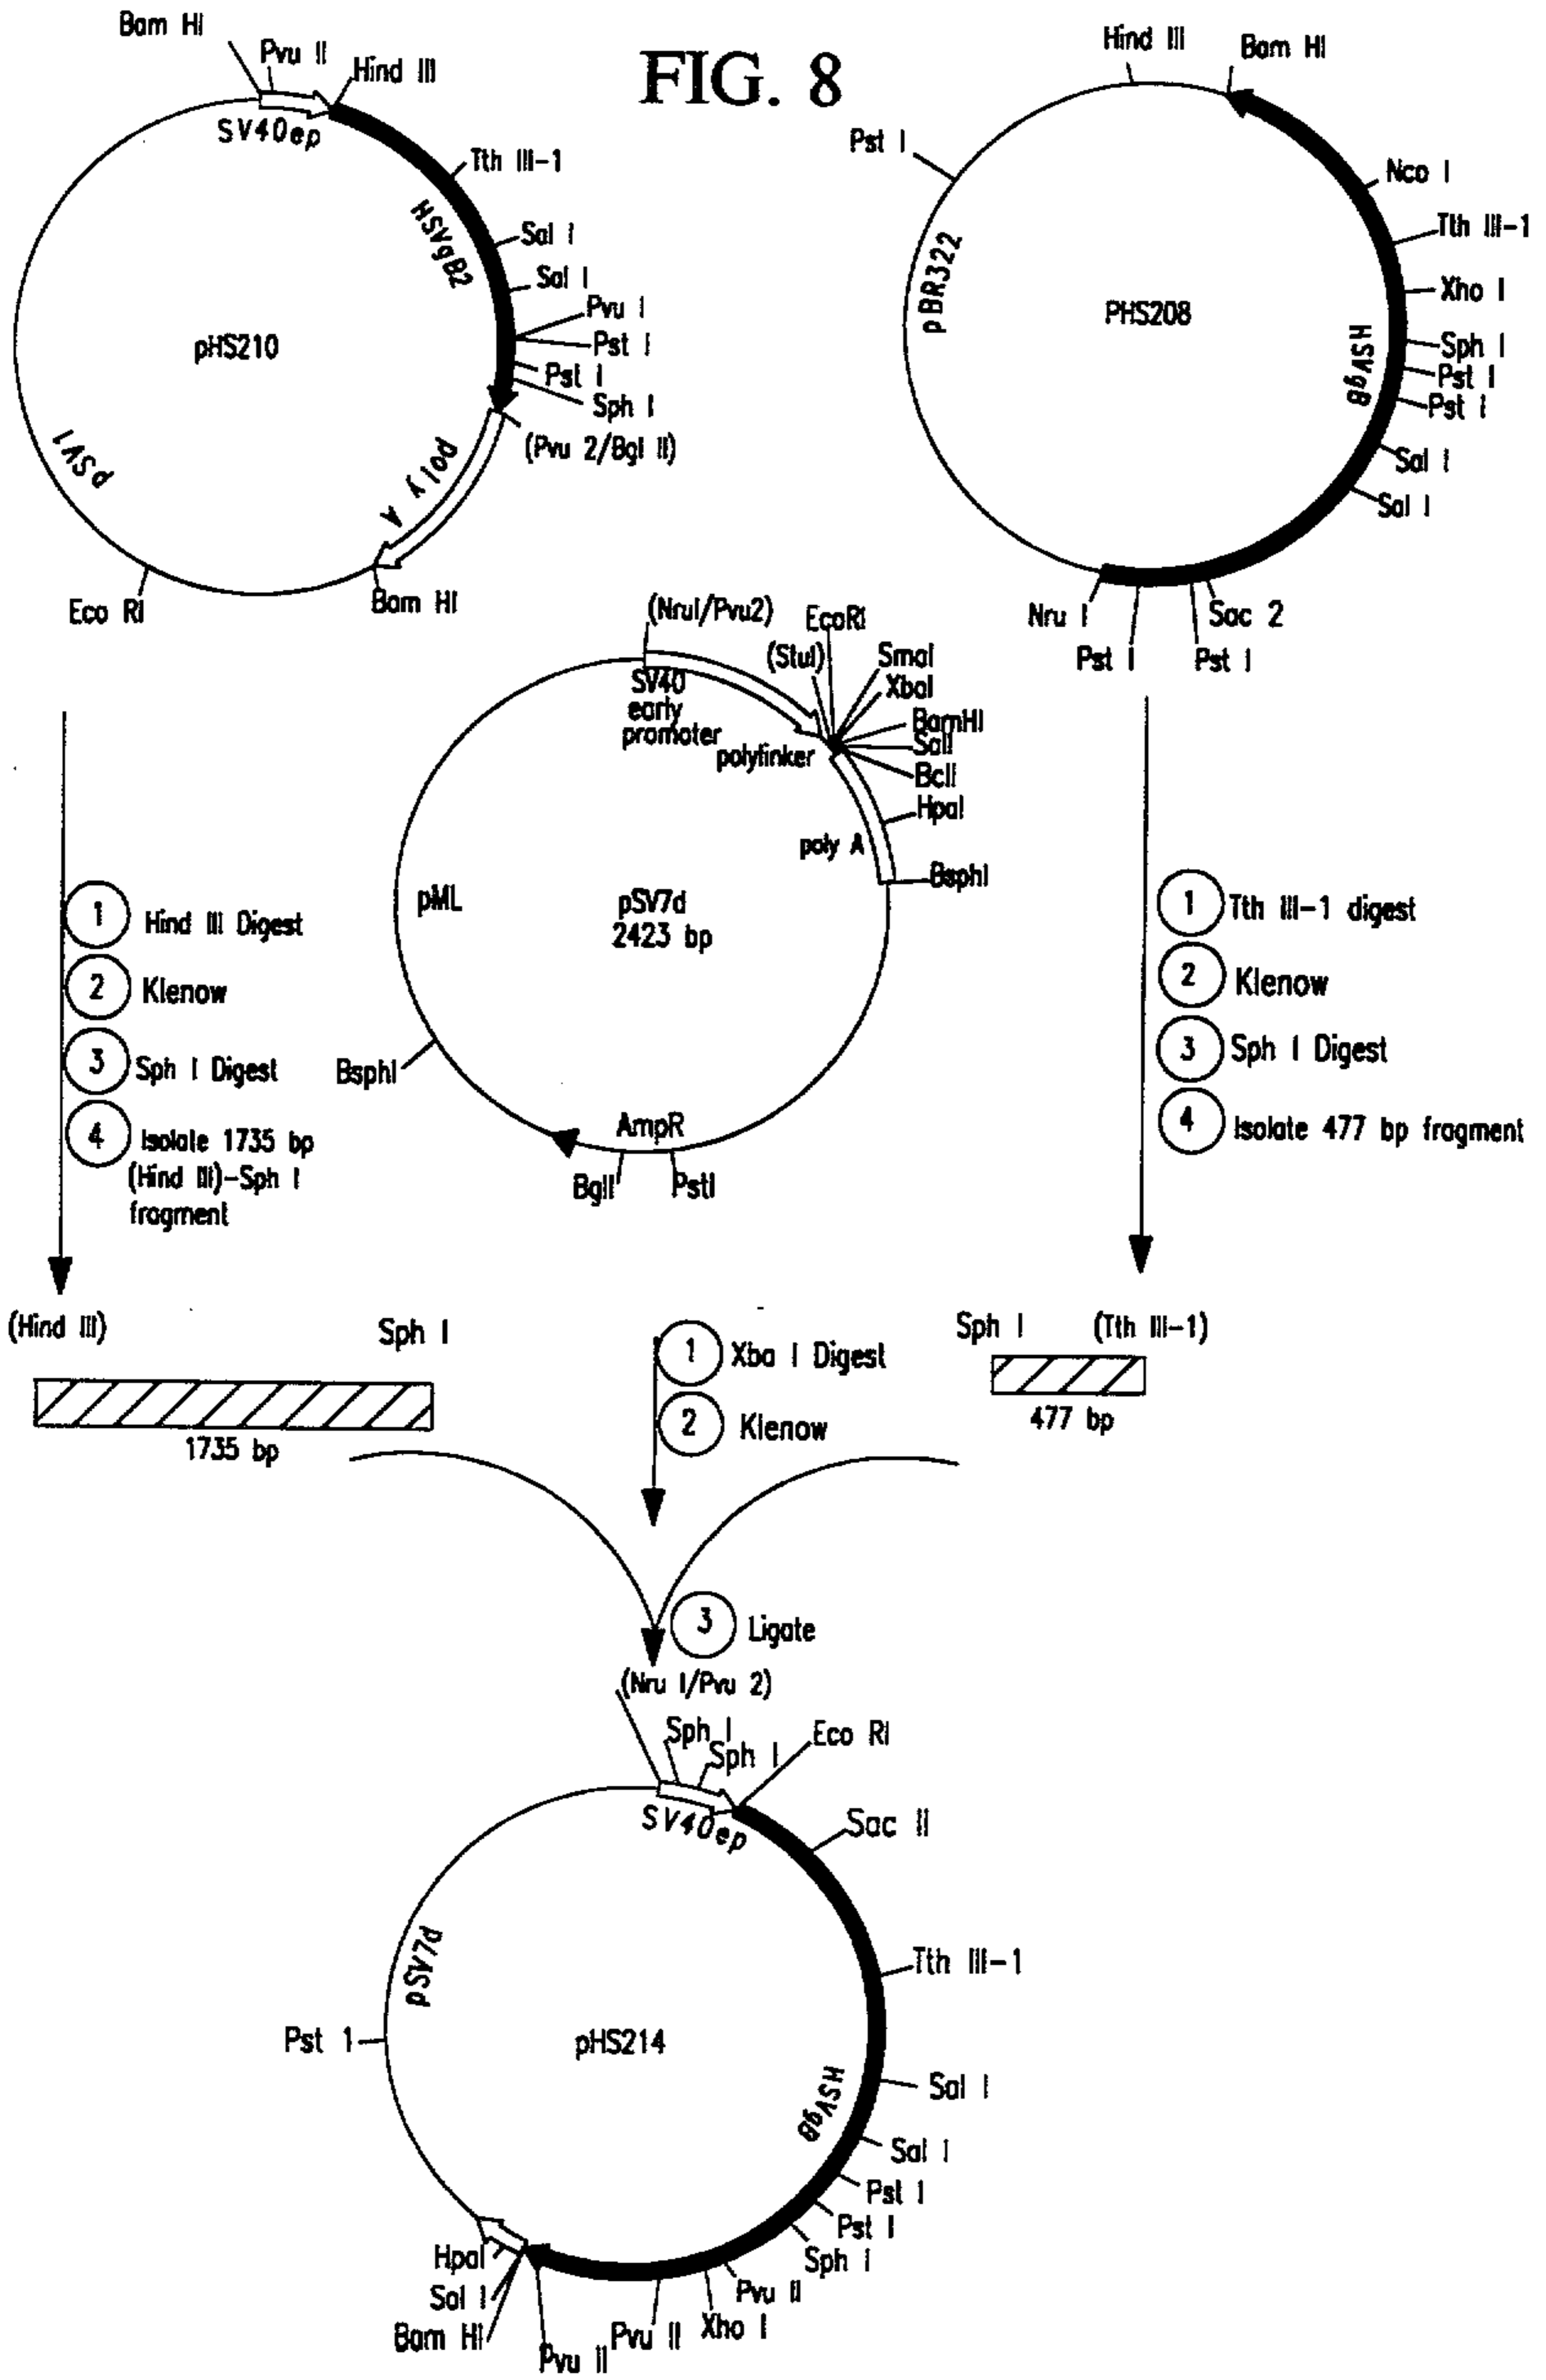 FIG. 8
Bam HI
Pvu II
Hind III
SV40ep
Tth III-1
HSVgB2
Sal I
Sal I
Pvu I
Pst I
Pst I
Sph I
(Pvu 2/Bgl II)
poly A
pHS210
pSV1
Eco RI
Bam HI
Hind III
Bam HI
Pst I
Nco I
Tth III-1
pBR322
Xho I
PHS208
Sph I
HSVgB
Pst I
Pst I
Sal I
Sal I
Nru I
Sac 2
Pst I
Pst I
(NruI/Pvu2)
EcoRI
(StuI)
SmaI
XbaI
SV40
early
promoter
BamHI
SalI
polylinker
BclI
HpaI
poly A
BsphI
pML
pSV7d
2423 bp
BsphI
AmpR
BglI
PstI
1 Hind III Digest
2 Klenow
3 Sph I Digest
4 Isolate 1735 bp
(Hind III)-Sph I
fragment
1 Tth III-1 digest
2 Klenow
3 Sph I Digest
4 Isolate 477 bp fragment
(Hind III)
Sph I
1735 bp
1 Xba I Digest
2 Klenow
Sph I
(Tth III-1)
477 bp
3 Ligate
(Nru I/Pvu 2)
Sph I
Sph I
Eco RI
SV40ep
Sac II
pSV7d
Tth III-1
Pst 1
pHS214
Sal I
HSVgB
Sal I
Pst I
Pst I
Sph I
Pvu II
Xho I
Pvu II
Pvu II
HpaI
Sal I
Bam HI